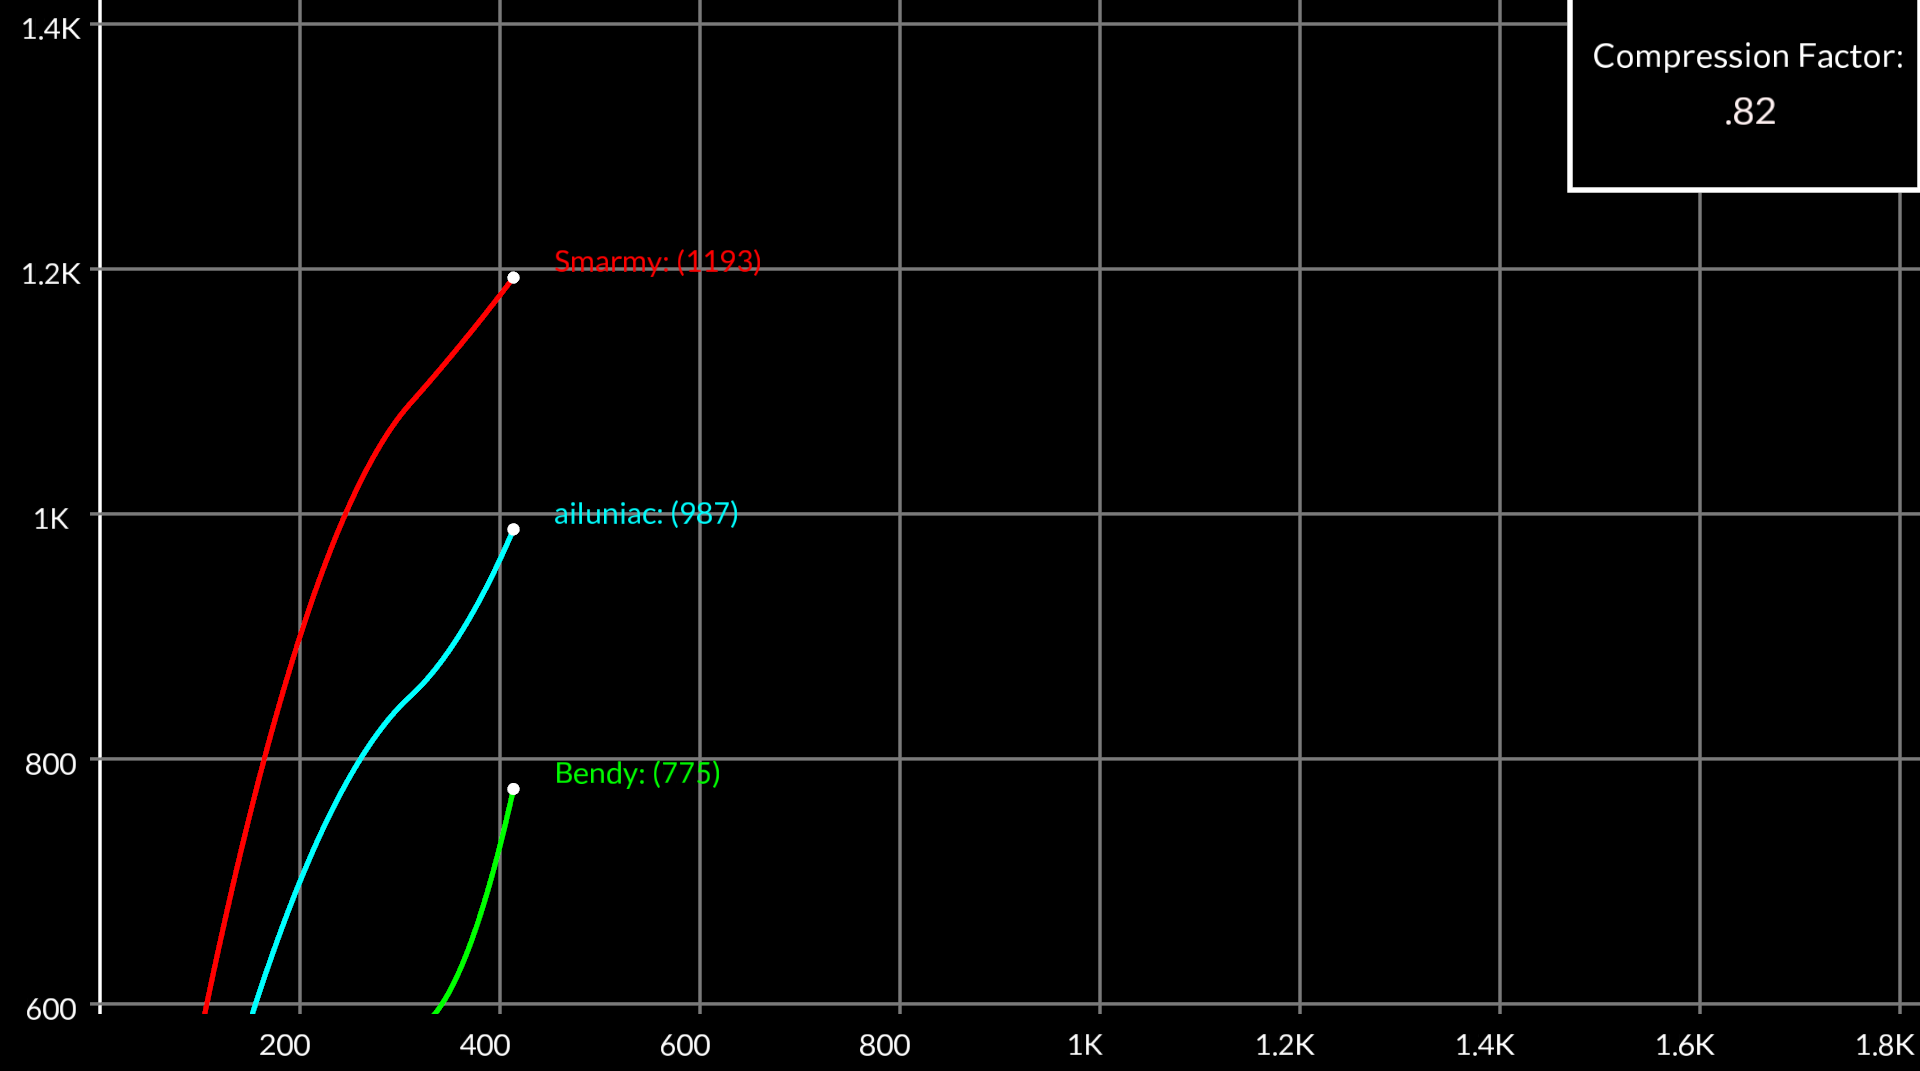 1.4K
Compression Factor:
.82
Smarmy: (1193)
1.2K
ailuniac: (987)
1K
Bendy: (775)
800
600
200 400 600 800 1K 1.2K 1.4K 1.6K 1.8K